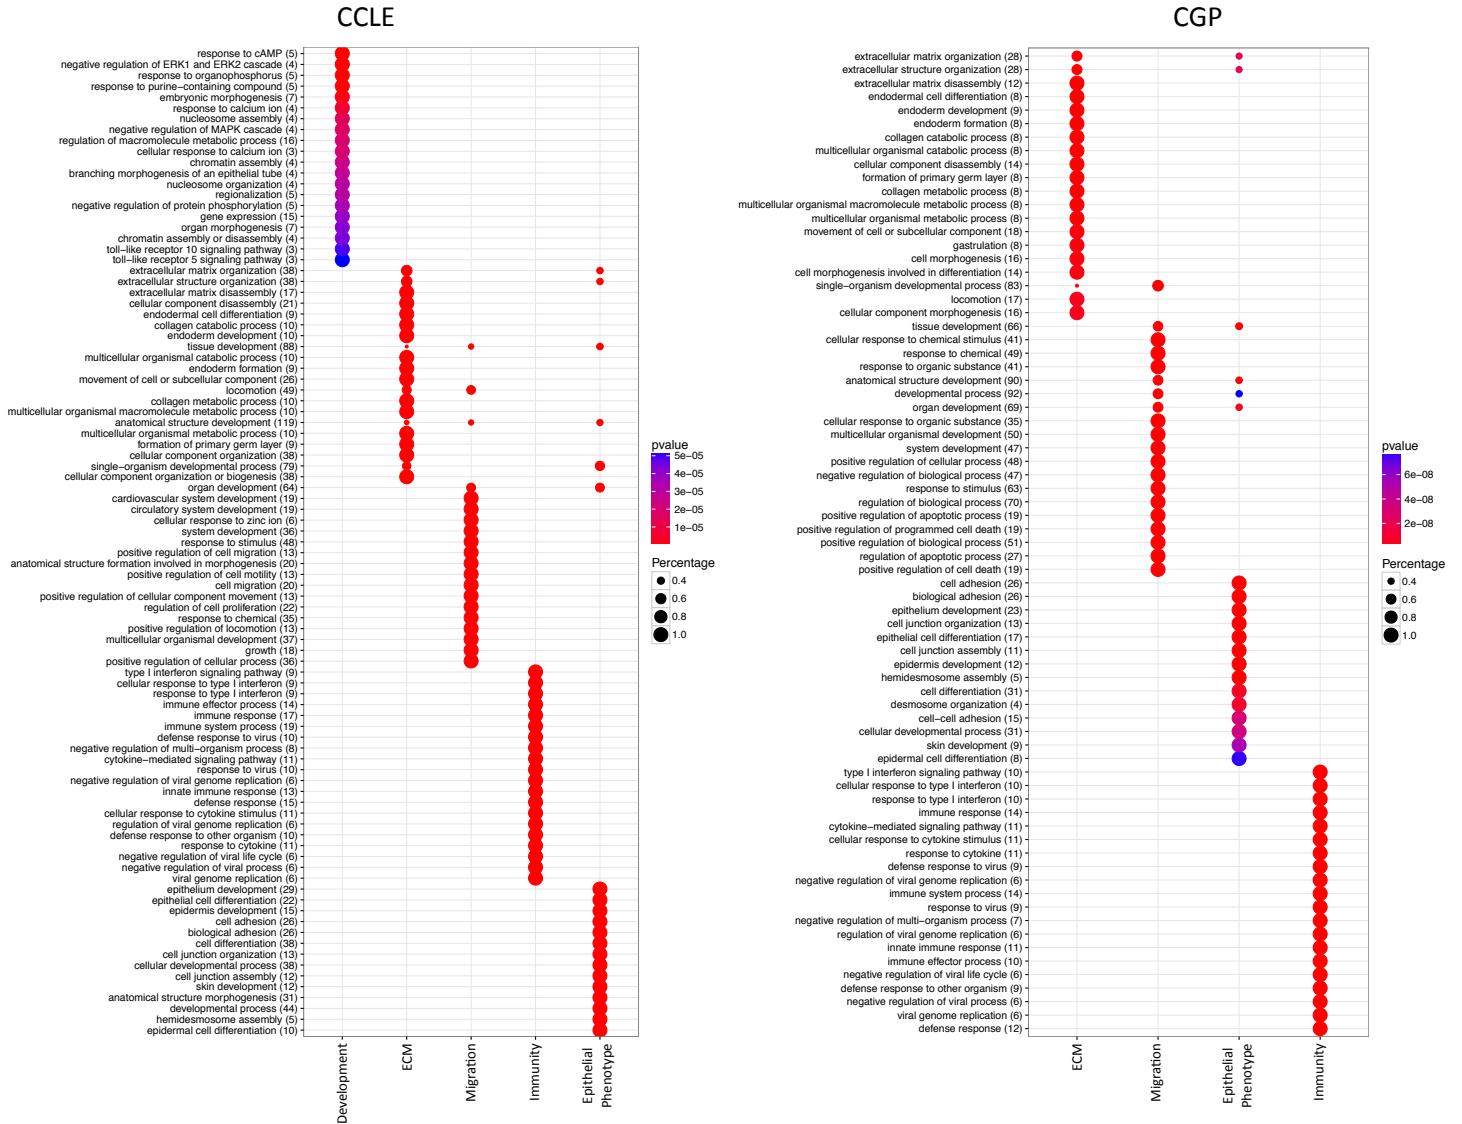 CCLE
response to cAMP (5)
negative regulation of ERK1 and ERK2 cascade (4)
response to organophosphorus (5)
response to purine−containing compound (5)
embryonic morphogenesis (7)
response to calcium ion (4)
nucleosome assembly (4)
negative regulation of MAPK cascade (4)
regulation of macromolecule metabolic process (16)
cellular response to calcium ion (3)
chromatin assembly (4)
branching morphogenesis of an epithelial tube (4)
nucleosome organization (4)
regionalization (5)
negative regulation of protein phosphorylation (5)
gene expression (15)
organ morphogenesis (7)
chromatin assembly or disassembly (4)
toll−like receptor 10 signaling pathway (3)
toll−like receptor 5 signaling pathway (3)
extracellular matrix organization (38)
extracellular structure organization (38)
extracellular matrix disassembly (17)
cellular component disassembly (21)
endodermal cell differentiation (9)
collagen catabolic process (10)
endoderm development (10)
tissue development (88)
multicellular organismal catabolic process (10)
endoderm formation (9)
movement of cell or subcellular component (26)
locomotion (49)
collagen metabolic process (10)
multicellular organismal macromolecule metabolic process (10)
anatomical structure development (119)
multicellular organismal metabolic process (10)
formation of primary germ layer (9)
cellular component organization (38)
single−organism developmental process (79)
cellular component organization or biogenesis (38)
organ development (64)
cardiovascular system development (19)
circulatory system development (19)
cellular response to zinc ion (6)
system development (36)
response to stimulus (48)
positive regulation of cell migration (13)
anatomical structure formation involved in morphogenesis (20)
positive regulation of cell motility (13)
cell migration (20)
positive regulation of cellular component movement (13)
regulation of cell proliferation (22)
response to chemical (35)
positive regulation of locomotion (13)
multicellular organismal development (37)
growth (18)
positive regulation of cellular process (36)
type I interferon signaling pathway (9)
cellular response to type I interferon (9)
response to type I interferon (9)
immune effector process (14)
immune response (17)
immune system process (19)
defense response to virus (10)
negative regulation of multi−organism process (8)
cytokine−mediated signaling pathway (11)
response to virus (10)
negative regulation of viral genome replication (6)
innate immune response (13)
defense response (15)
cellular response to cytokine stimulus (11)
regulation of viral genome replication (6)
defense response to other organism (10)
response to cytokine (11)
negative regulation of viral life cycle (6)
negative regulation of viral process (6)
viral genome replication (6)
epithelium development (29)
epithelial cell differentiation (22)
epidermis development (15)
cell adhesion (26)
biological adhesion (26)
cell differentiation (38)
cell junction organization (13)
cellular developmental process (38)
cell junction assembly (12)
skin development (12)
anatomical structure morphogenesis (31)
developmental process (44)
hemidesmosome assembly (5)
epidermal cell differentiation (10)
Development
ECM
Migration
Immunity
Epithelial
Phenotype
pvalue
5e−05
4e−05
3e−05
2e−05
1e−05
Percentage
0.4
0.6
0.8
1.0
CGP
extracellular matrix organization (28)
extracellular structure organization (28)
extracellular matrix disassembly (12)
endodermal cell differentiation (8)
endoderm development (9)
endoderm formation (8)
collagen catabolic process (8)
multicellular organismal catabolic process (8)
cellular component disassembly (14)
formation of primary germ layer (8)
collagen metabolic process (8)
multicellular organismal macromolecule metabolic process (8)
multicellular organismal metabolic process (8)
movement of cell or subcellular component (18)
gastrulation (8)
cell morphogenesis (16)
cell morphogenesis involved in differentiation (14)
single−organism developmental process (83)
locomotion (17)
cellular component morphogenesis (16)
tissue development (66)
cellular response to chemical stimulus (41)
response to chemical (49)
response to organic substance (41)
anatomical structure development (90)
developmental process (92)
organ development (69)
cellular response to organic substance (35)
multicellular organismal development (50)
system development (47)
positive regulation of cellular process (48)
negative regulation of biological process (47)
response to stimulus (63)
regulation of biological process (70)
positive regulation of apoptotic process (19)
positive regulation of programmed cell death (19)
positive regulation of biological process (51)
regulation of apoptotic process (27)
positive regulation of cell death (19)
cell adhesion (26)
biological adhesion (26)
epithelium development (23)
cell junction organization (13)
epithelial cell differentiation (17)
cell junction assembly (11)
epidermis development (12)
hemidesmosome assembly (5)
cell differentiation (31)
desmosome organization (4)
cell−cell adhesion (15)
cellular developmental process (31)
skin development (9)
epidermal cell differentiation (8)
type I interferon signaling pathway (10)
cellular response to type I interferon (10)
response to type I interferon (10)
immune response (14)
cytokine−mediated signaling pathway (11)
cellular response to cytokine stimulus (11)
response to cytokine (11)
defense response to virus (9)
negative regulation of viral genome replication (6)
immune system process (14)
response to virus (9)
negative regulation of multi−organism process (7)
regulation of viral genome replication (6)
innate immune response (11)
immune effector process (10)
negative regulation of viral life cycle (6)
defense response to other organism (9)
negative regulation of viral process (6)
viral genome replication (6)
defense response (12)
ECM
Migration
Epithelial
Phenotype
Immunity
pvalue
6e−08
4e−08
2e−08
Percentage
0.4
0.6
0.8
1.0